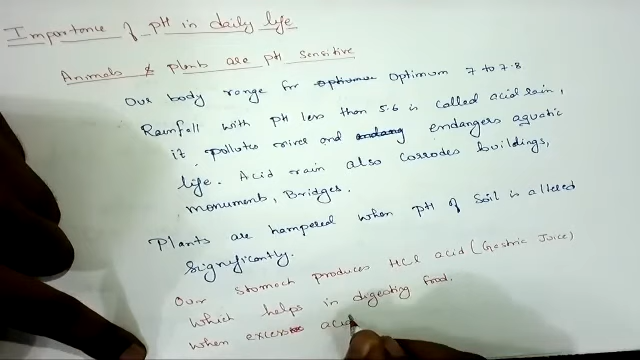 Importance of pH in daily life
Animals & plants are pH sensitive
Our body range for optimum 7 to 7.8
Rainfall with pH less than 5.6 is called acid rain,
it pollutes river and endangers aquatic
life. Acid rain also corrodes buildings,
monument, Bridges.
Plants are hampered when pH of soil is altered
significantly.
Our stomach produces HCl acid (Gastric Juice)
which helps in digesting food.
when excess acid